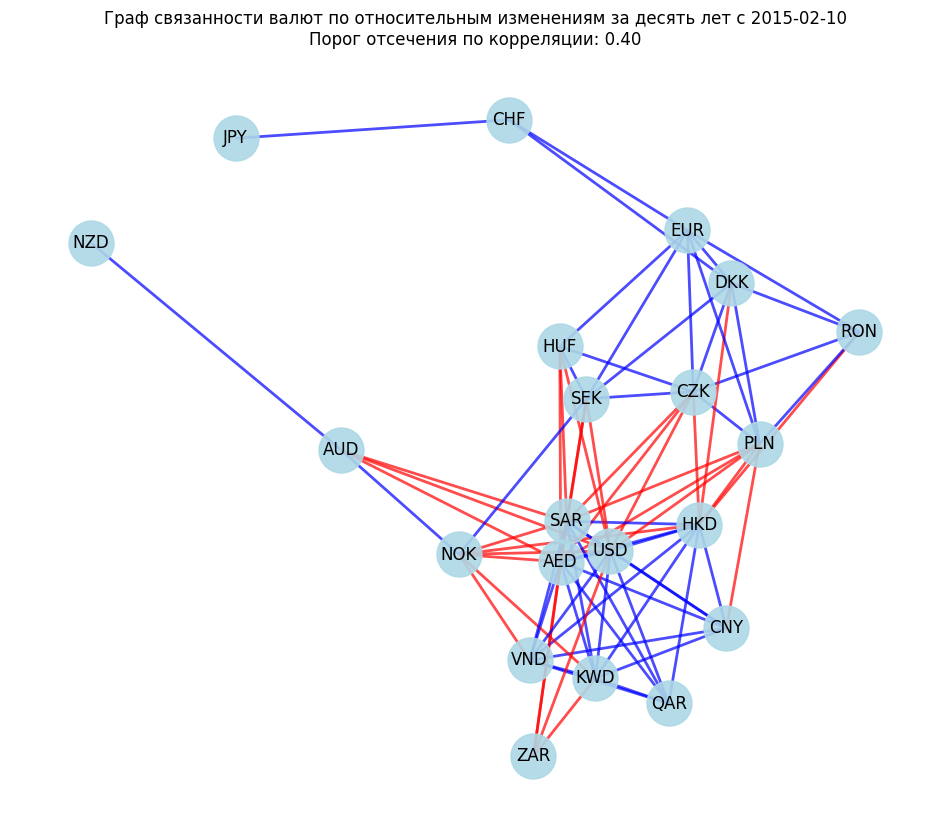 Граф связанности валют по относительным изменениям за десять лет с 2015-02-10
Порог отсечения по корреляции: 0.40
CHF
JPY
EUR
NZD
DKK
RON
HUF
CZK
SEK
PLN
AUD
SAR
HKD
USD
NOK
AED
CNY
VND
KWD
QAR
ZAR